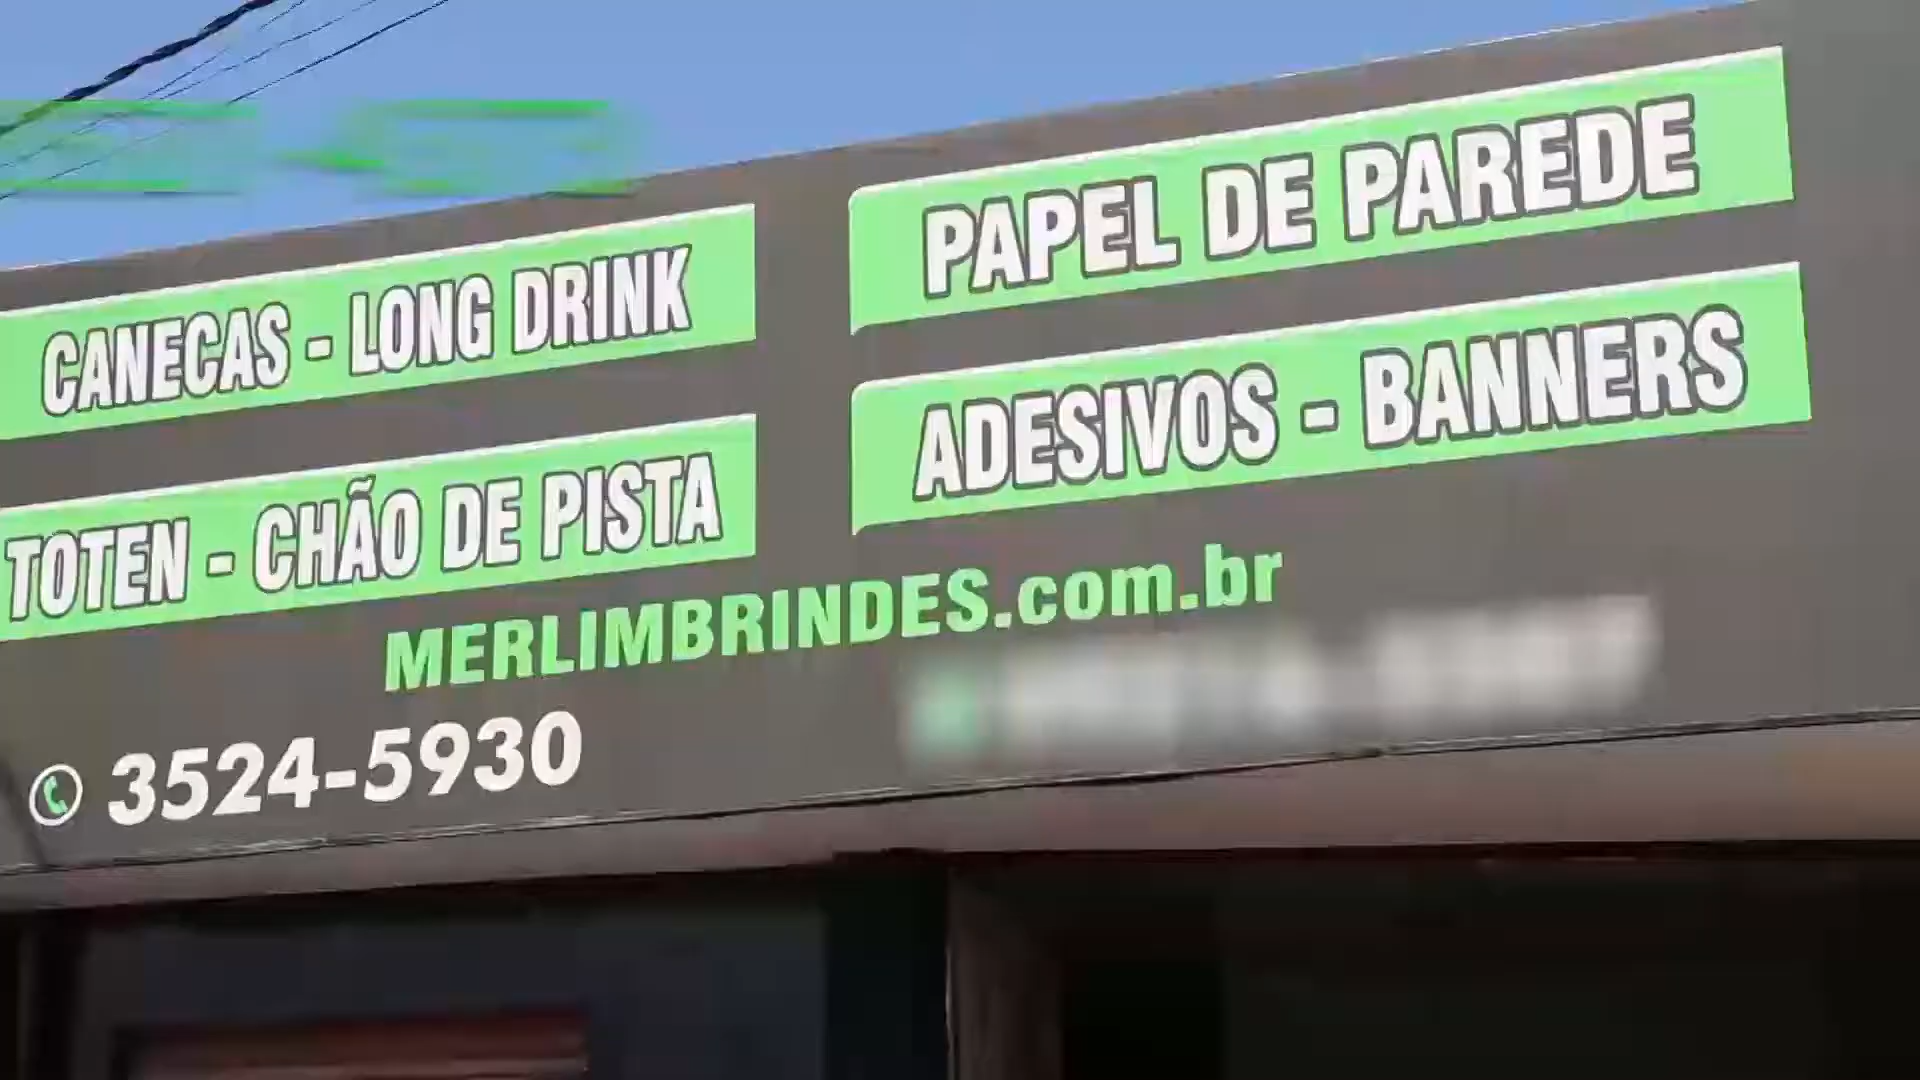 CANECAS - LONG DRINK
TOTEN - CHÃO DE PISTA
PAPEL DE PAREDE
ADESIVOS - BANNERS
MERLIMBRINDES.com.br
3524-5930